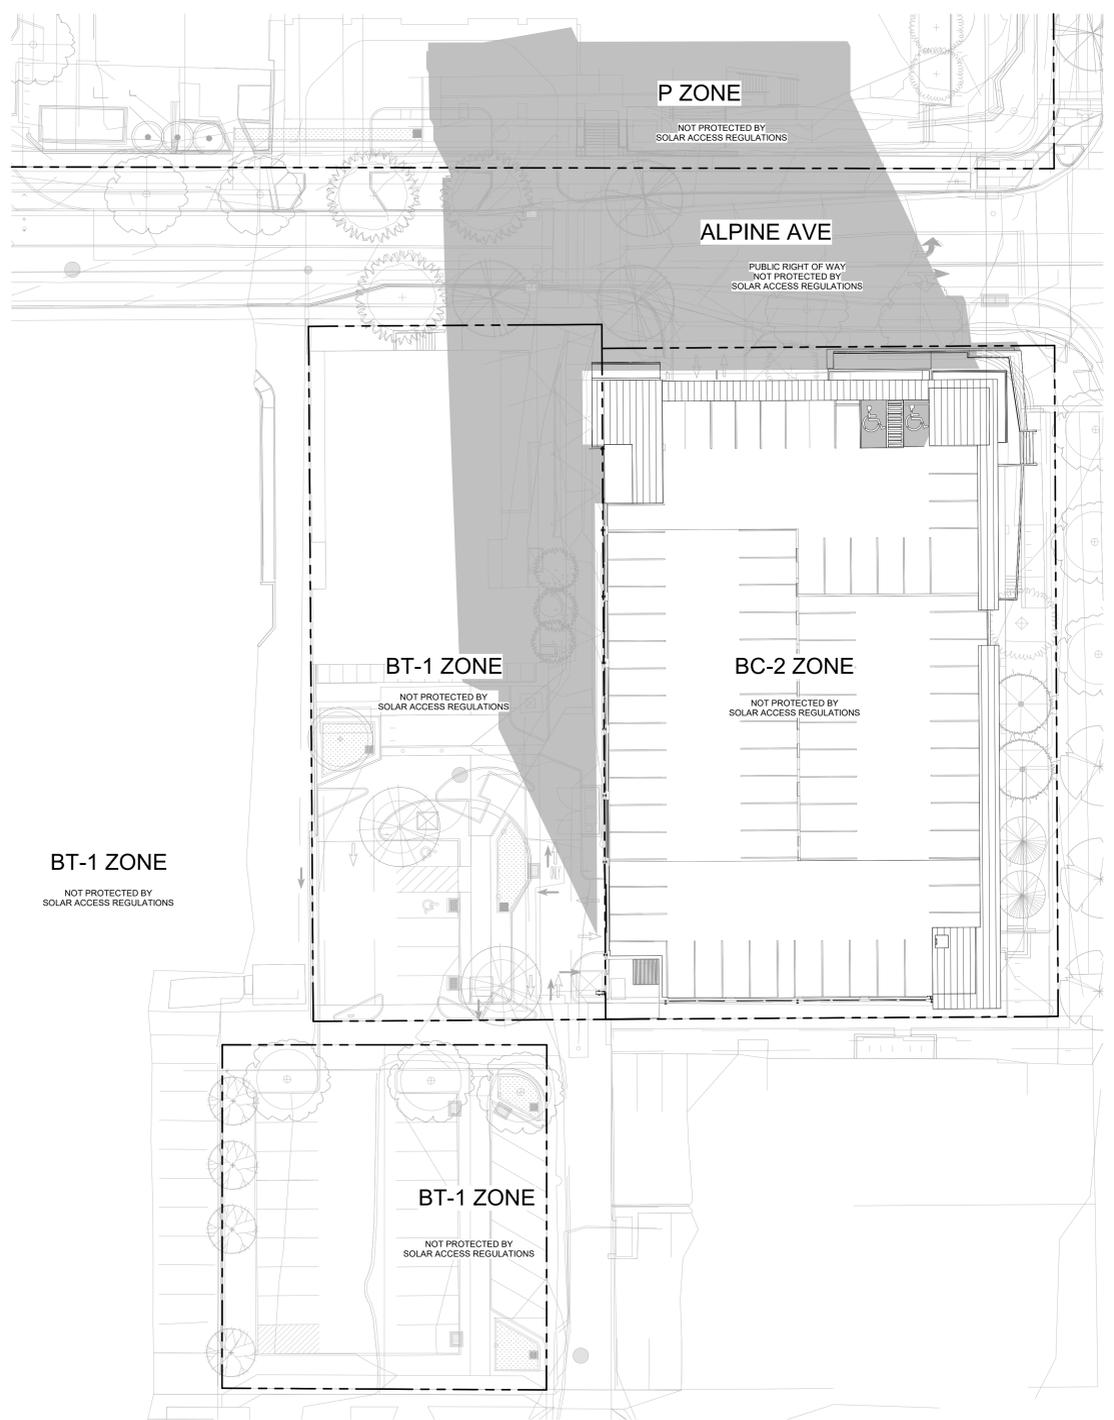 P ZONE
NOT PROTECTED BY
SOLAR ACCESS REGULATIONS
ALPINE AVE
PUBLIC RIGHT OF WAY
NOT PROTECTED BY
SOLAR ACCESS REGULATIONS
BT-1 ZONE
NOT PROTECTED BY
SOLAR ACCESS REGULATIONS
BC-2 ZONE
NOT PROTECTED BY
SOLAR ACCESS REGULATIONS
BT-1 ZONE
NOT PROTECTED BY
SOLAR ACCESS REGULATIONS
ONLY
BT-1 ZONE
NOT PROTECTED BY
SOLAR ACCESS REGULATIONS